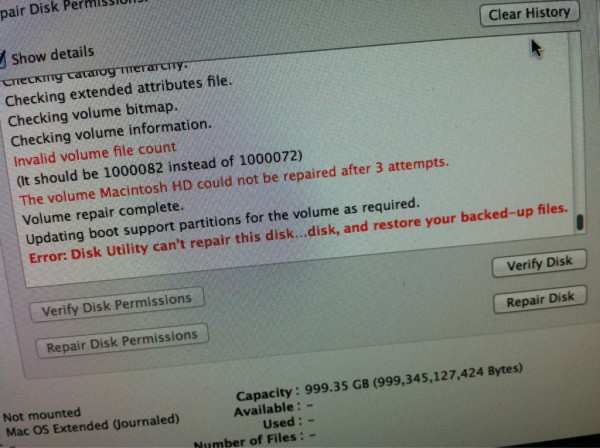 pair Disk Permissions.
Clear History
Show details
Checking catalog hierarchy.
Checking extended attributes file.
Checking volume bitmap.
Checking volume information.
Invalid volume file count
(It should be 1000082 instead of 1000072)
The volume Macintosh HD could not be repaired after 3 attempts.
Volume repair complete.
Updating boot support partitions for the volume as required.
Error: Disk Utility can't repair this disk...disk, and restore your backed-up files.
Verify Disk Permissions
Verify Disk
Repair Disk Permissions
Repair Disk
Not mounted
Mac OS Extended (Journaled)
-
Capacity : 999.35 GB (999,345,127,424 Bytes)
Available : -
Used : -
Number of Files : -